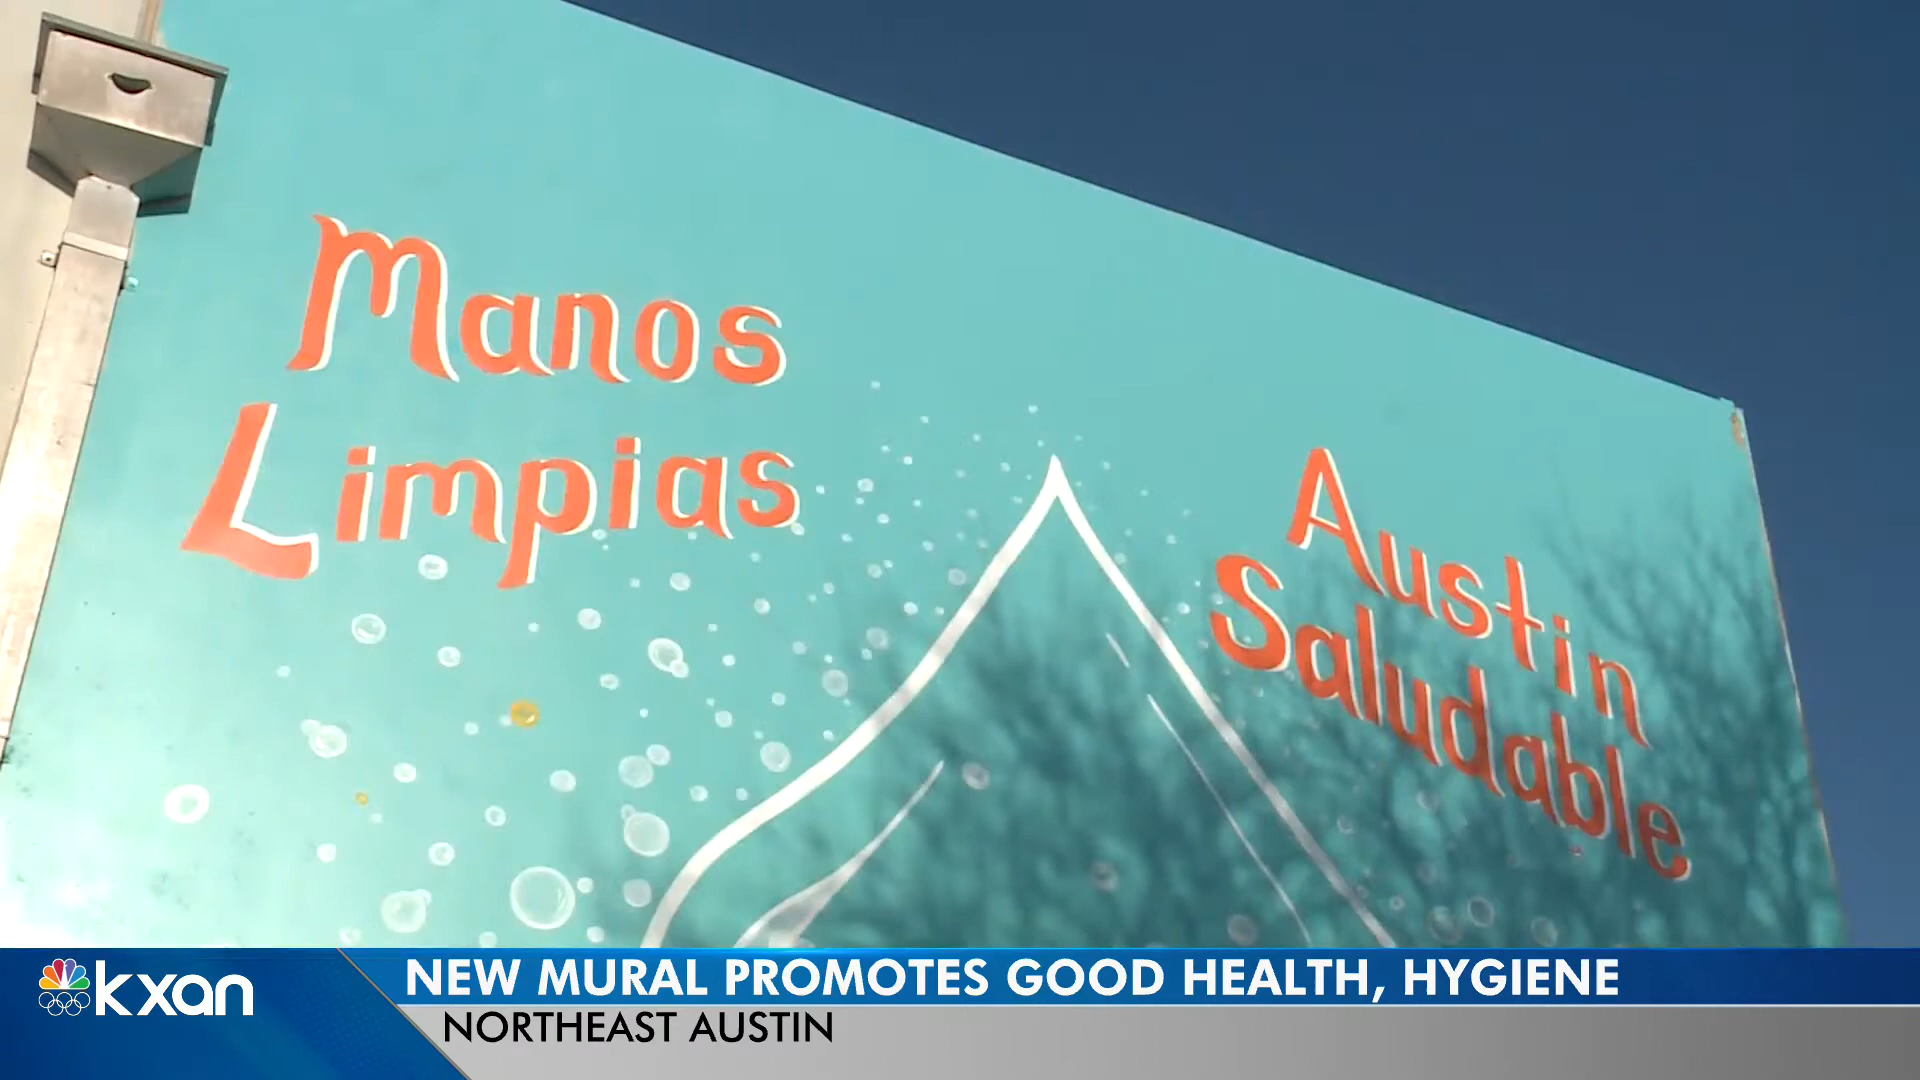 Manos
Limpias
Austin
Saludable
kxan
NEW MURAL PROMOTES GOOD HEALTH, HYGIENE
NORTHEAST AUSTIN